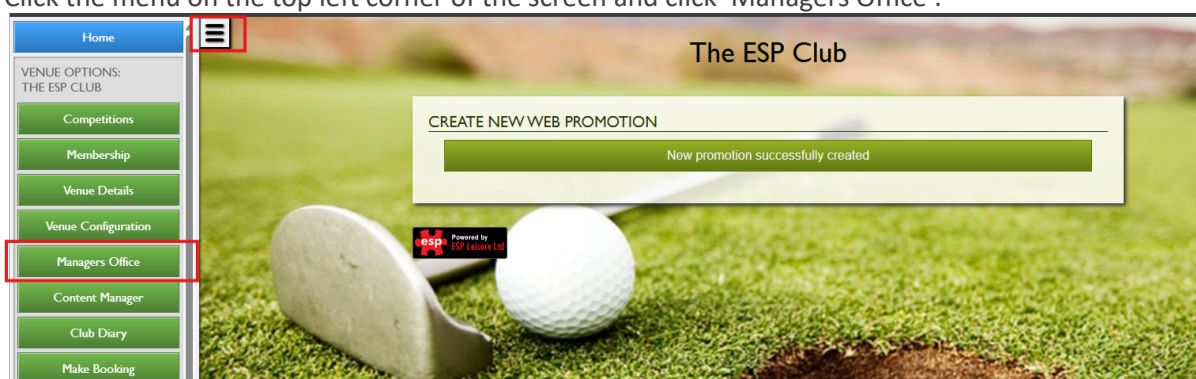 Click the menu on the top left corner of the screen and click ‘Managers Office’.
Home
VENUE OPTIONS:
THE ESP CLUB
Competitions
Membership
Venue Details
Venue Configuration
Managers Office
Content Manager
Club Diary
Make Booking
The ESP Club
CREATE NEW WEB PROMOTION
New promotion successfully created
esp Powered by
ESP Leisure Ltd